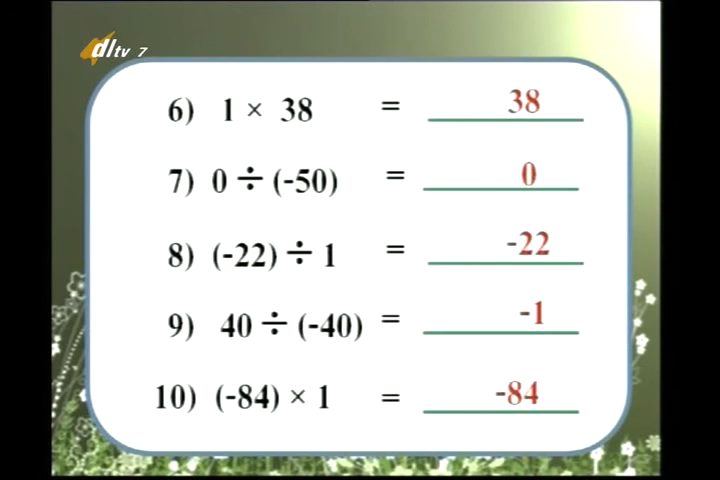 dltv 7
6) 1 × 38 = 38
7) 0 ÷ (-50) = 0
8) (-22) ÷ 1 = -22
9) 40 ÷ (-40) = -1
10) (-84) × 1 = -84